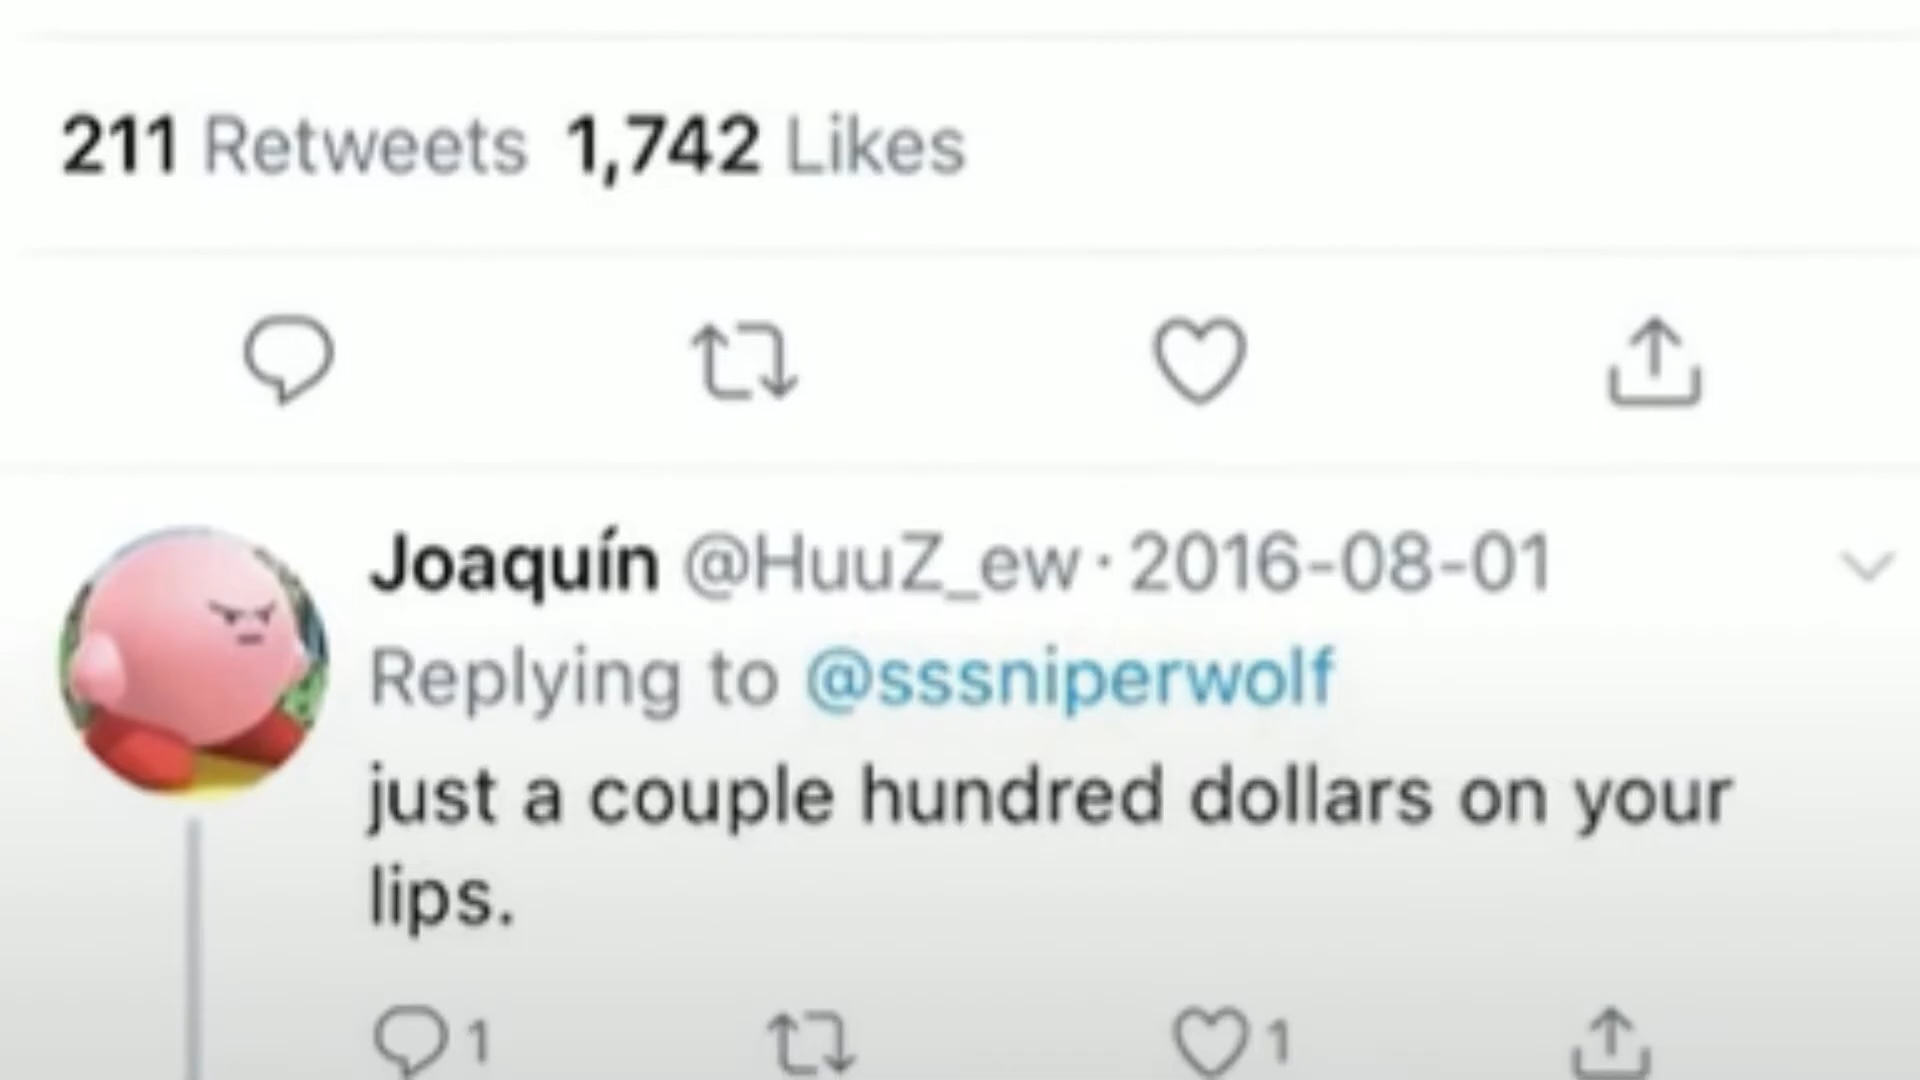 211 Retweets 1,742 Likes
Joaquín @HuuZ_ew · 2016-08-01
Replying to @sssniperwolf
just a couple hundred dollars on your
lips.
1 1